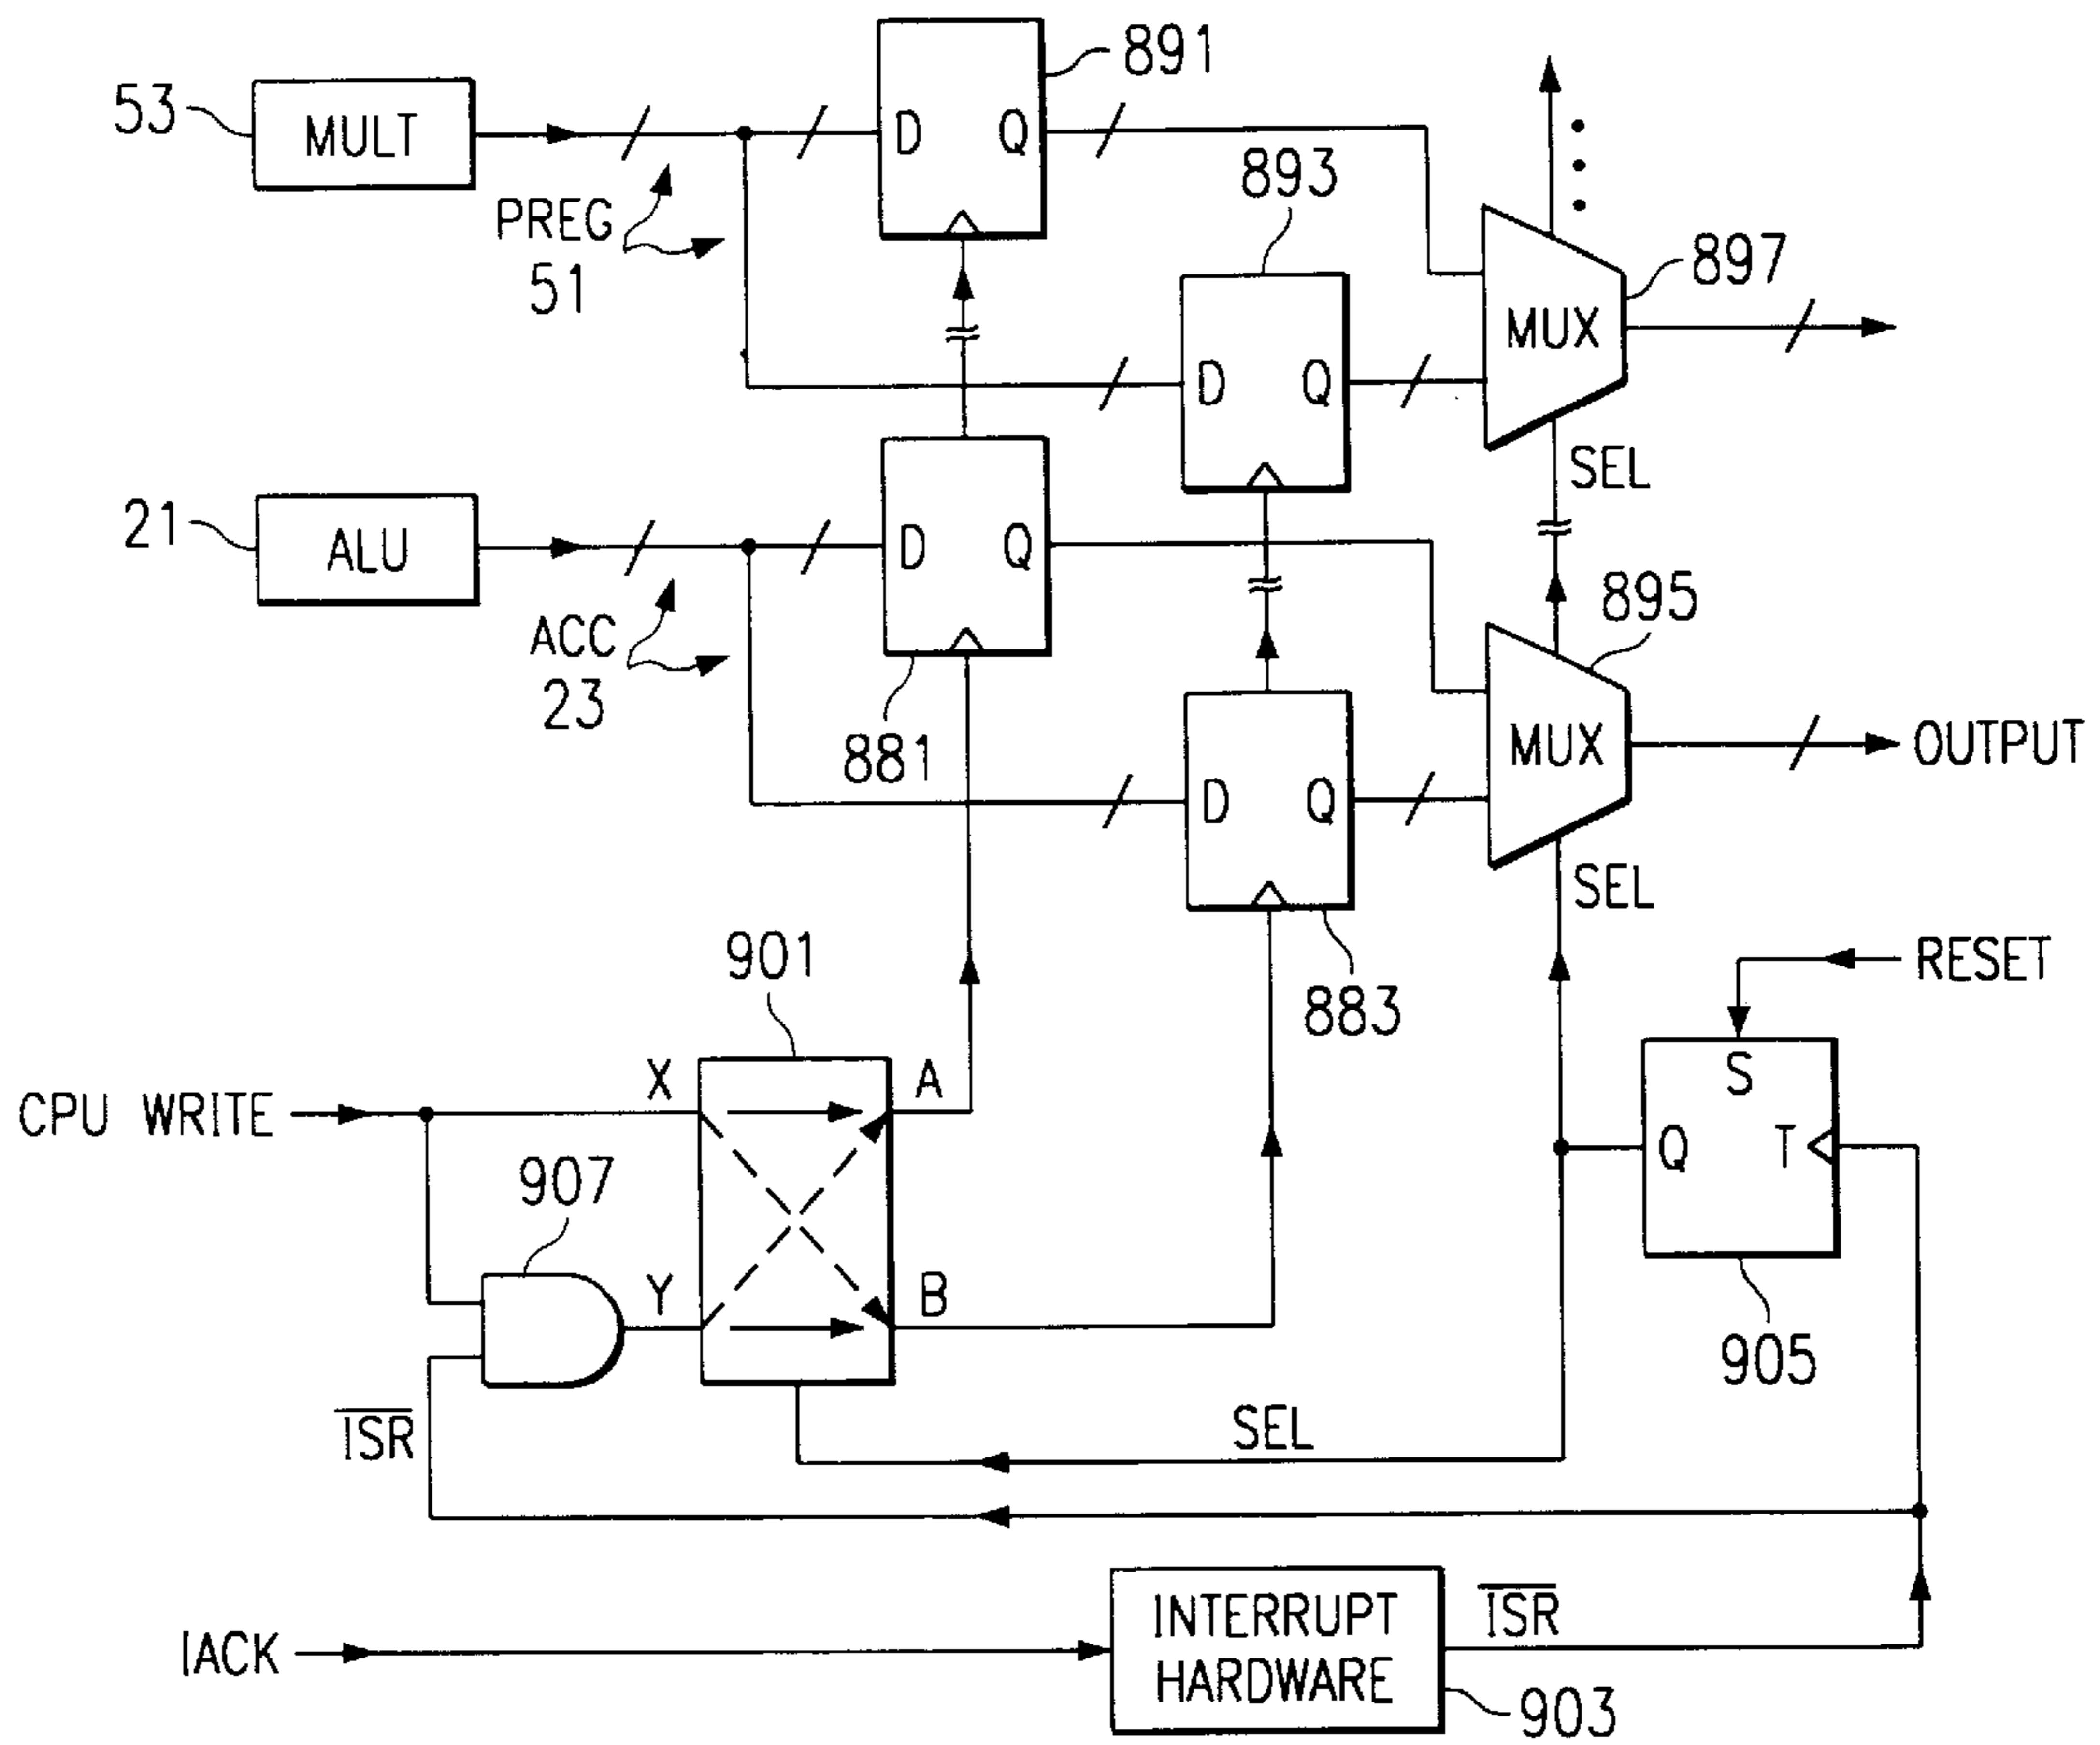 891
53
MULT
D
Q
893
PREG
51
897
MUX
D
Q
SEL
21
ALU
D
Q
895
ACC
23
881
MUX
OUTPUT
D
Q
SEL
901
883
RESET
CPU WRITE
X
A
S
907
Q
T
Y
B
905
ISR
SEL
IACK
INTERRUPT
HARDWARE
ISR
903